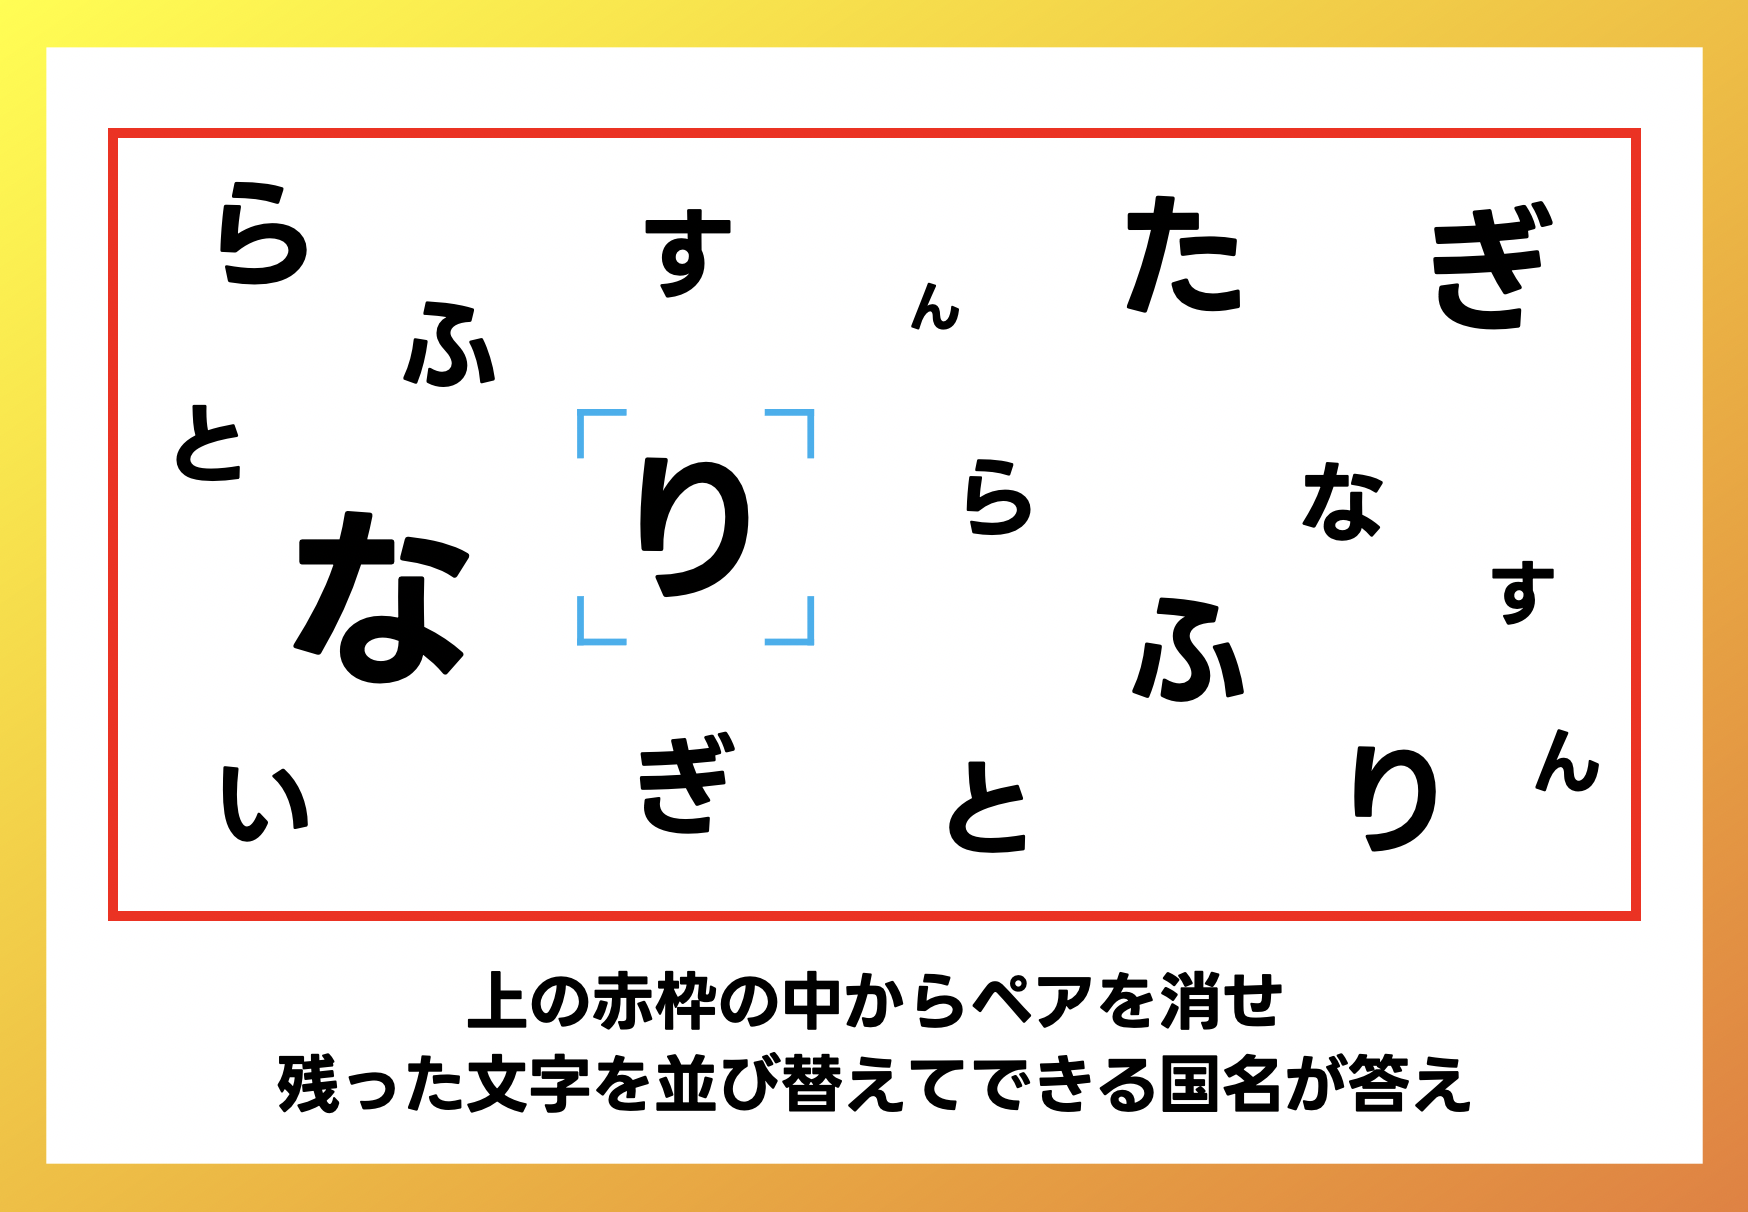 ら す た ぎ
ふ ん
と り ら な
な す
ふ
い ぎ と り ん
上の赤枠の中からペアを消せ
残った文字を並び替えてできる国名が答え